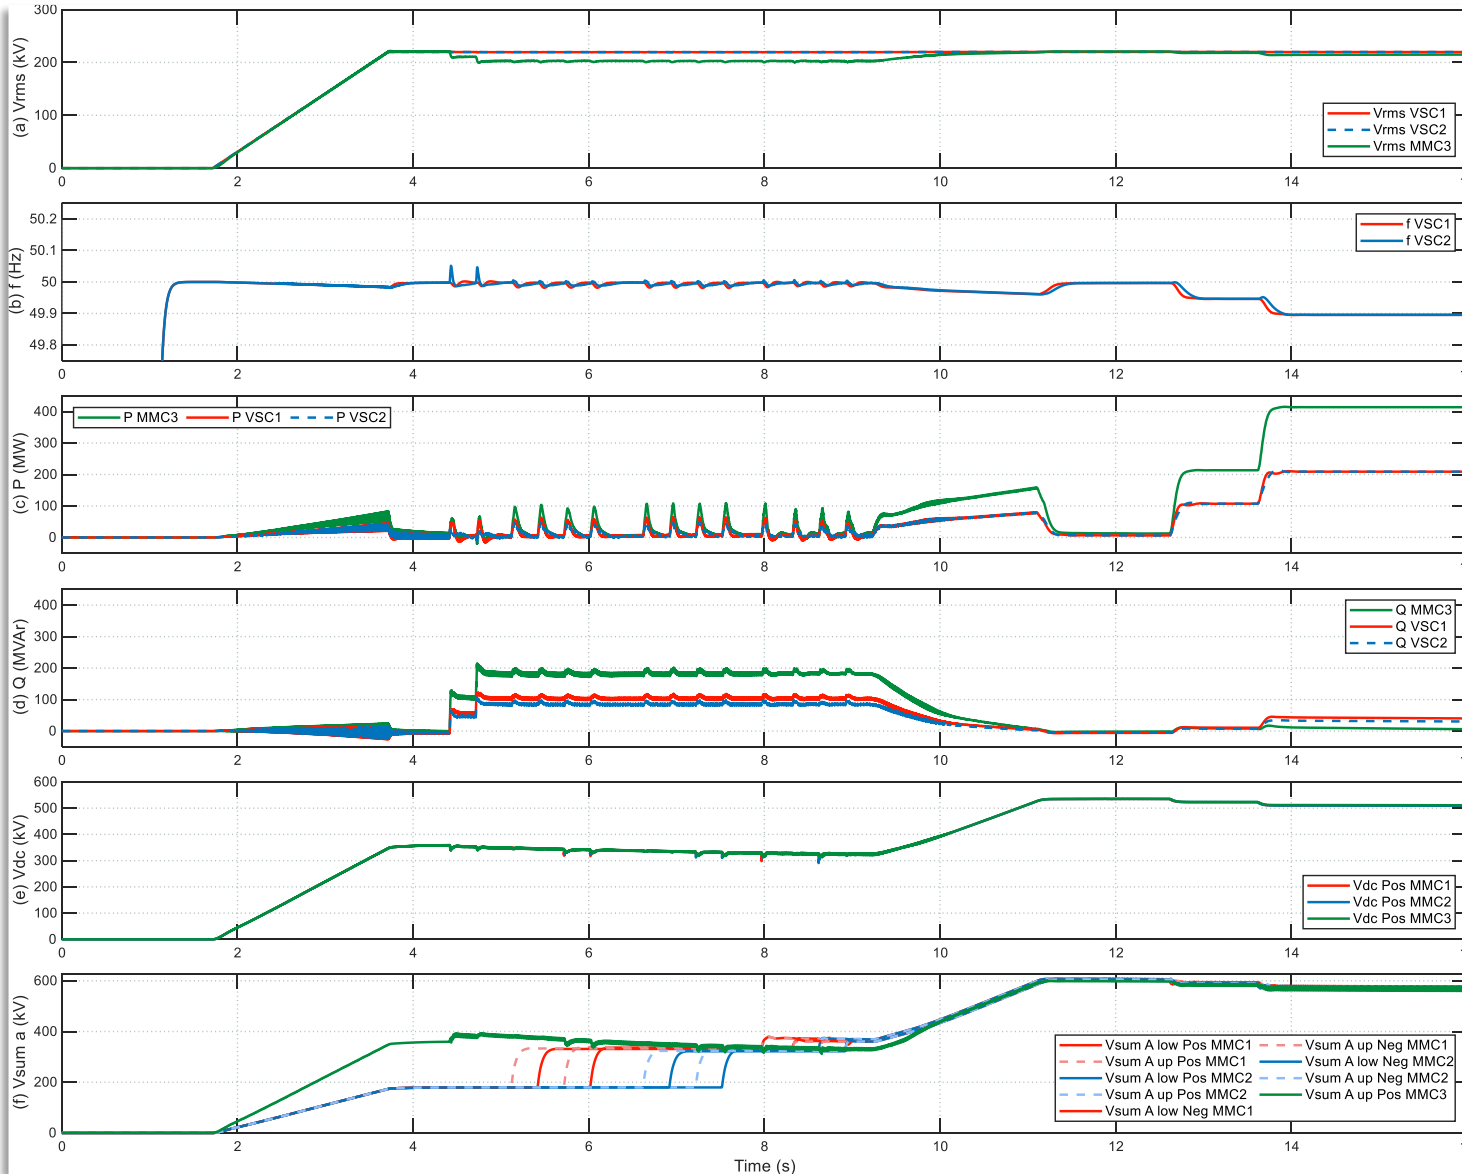 300
200
100
0
(a) Vrms (kV)
Vrms VSC1
Vrms VSC2
Vrms MMC3
0 2 4 6 8 10 12 14 1
50.2
50.1
50
49.9
49.8
(b) f (Hz)
f VSC1
f VSC2
0 2 4 6 8 10 12 14 1
400
300
200
100
0
(c) P (MW)
P MMC3 P VSC1 P VSC2
0 2 4 6 8 10 12 14 1
400
300
200
100
0
(d) Q (MVAr)
Q MMC3
Q VSC1
Q VSC2
0 2 4 6 8 10 12 14 1
600
500
400
300
200
100
0
(e) Vdc (kV)
Vdc Pos MMC1
Vdc Pos MMC2
Vdc Pos MMC3
0 2 4 6 8 10 12 14 1
600
400
200
0
(f) Vsum a (kV)
Vsum A low Pos MMC1 Vsum A up Neg MMC1
Vsum A up Pos MMC1 Vsum A low Neg MMC2
Vsum A low Pos MMC2 Vsum A up Neg MMC2
Vsum A up Pos MMC2 Vsum A up Pos MMC3
Vsum A low Neg MMC1
0 2 4 6 8 10 12 14 1
Time (s)